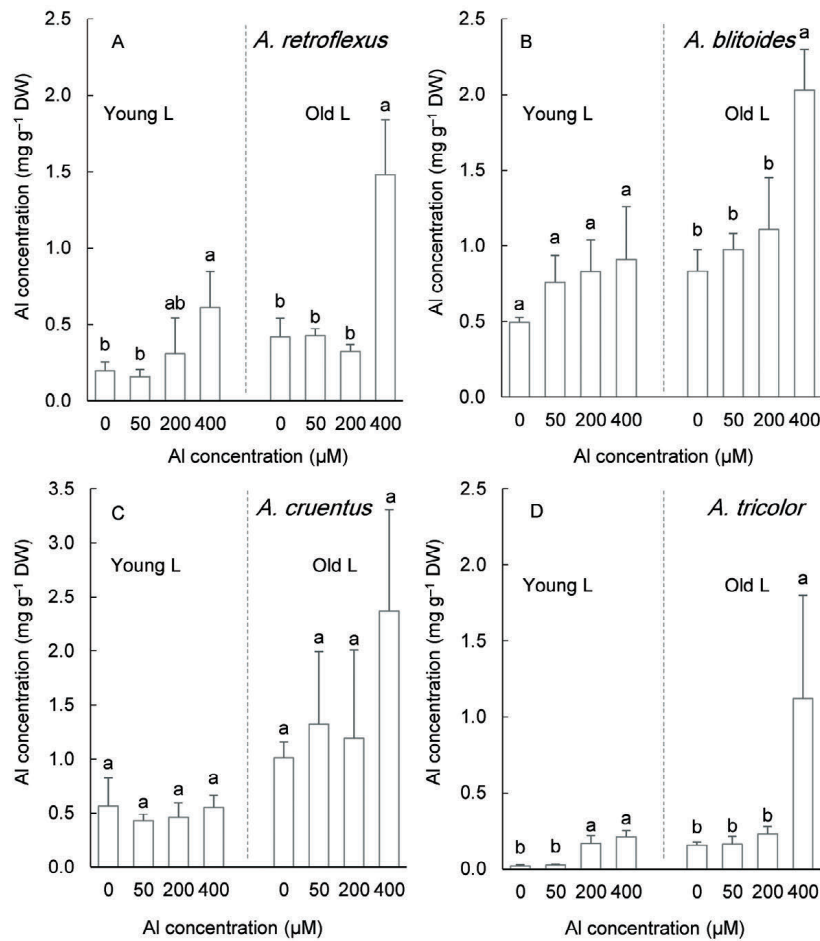 A
A. retroflexus
Al concentration (mg g⁻¹ DW)
2.5
2.0
1.5
1.0
0.5
0.0
Young L
Old L
b
b
ab
a
b
b
b
a
0 50 200 400 0 50 200 400
Al concentration (µM)
B
A. blitoides
Al concentration (mg g⁻¹ DW)
2.5
2.0
1.5
1.0
0.5
0.0
Young L
Old L
a
a
a
a
b
b
b
a
0 50 200 400 0 50 200 400
Al concentration (µM)
C
A. cruentus
Al concentration (mg g⁻¹ DW)
3.5
3.0
2.5
2.0
1.5
1.0
0.5
0.0
Young L
Old L
a
a
a
a
a
a
a
a
0 50 200 400 0 50 200 400
Al concentration (µM)
D
A. tricolor
Al concentration (mg g⁻¹ DW)
2.5
2.0
1.5
1.0
0.5
0.0
Young L
Old L
b
b
a
a
b
b
b
a
0 50 200 400 0 50 200 400
Al concentration (µM)